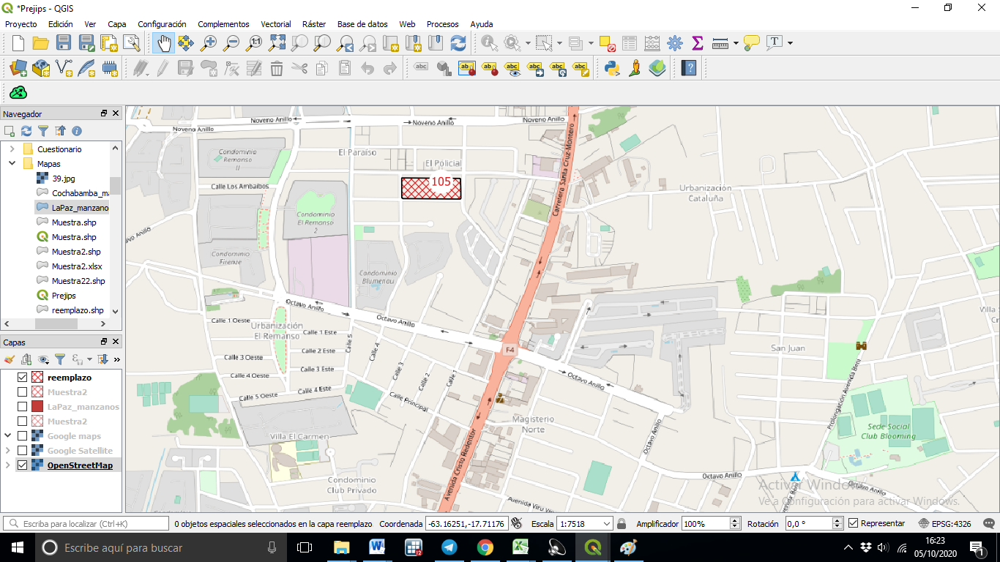 *Prejips - QGIS
Proyecto Edición Ver Capa Configuración Complementos Vectorial Ráster Base de datos Web Procesos Ayuda
Navegador
Cuestionario
Mapas
39.jpg
Cochabamba_ma
LaPaz_manzano
Muestra.shp
Muestra.shp
Muestra2.shp
Muestra2.xlsx
Muestra22.shp
Prejips
reemplazo.shp
Capas
reemplazo
Muestra2
LaPaz_manzanos
Muestra2
Google maps
Google Satellite
OpenStreetMap
Noveno Anillo
Noveno Anillo
Noveno Anillo
Noveno Anillo
Condominio
Remanso
II
El Paraíso
El Policial
105
Calle Los Ambaibos
Carretera Santa Cruz-Montero
Urbanización
Cataluña
Condominio
El Remanso
2
Octavo Anillo
Condominio
Firenze
Condominio
Blumenau
Octavo Anillo
Octavo Anillo
Calle 1 Oeste
Urbanización
El Remanso
Calle 1 Este
Calle 2 Este
Calle 3 Oeste
Calle 3 Este
Calle 4 Oeste
Calle 4 Este
Calle 5 Oeste
Calle 5
Calle 4
Calle 3
Calle 2
Calle 1
Calle Principal
F4
Octavo Anillo
San Juan
Villa
Cr
Prolongación Avenida Beni
Magisterio
Norte
Octavo Anillo
Sede Social
Club Blooming
Villa El Carmen
Condominio
Club Privado
Avenida Cristo Redentor
Avenida Viru Viru
Octavo Anillo
Octavo Anillo
Avenida Beni
Activar Windows
Ve a Configuración para activar Windows.
Escriba para localizar (Ctrl+K)
0 objetos espaciales seleccionados en la capa reemplazo
Coordenada -63.16251,-17.71176
Escala 1:7518
Amplificador 100%
Rotación 0,0 °
Representar
EPSG:4326
Escribe aquí para buscar
16:23
05/10/2020
1